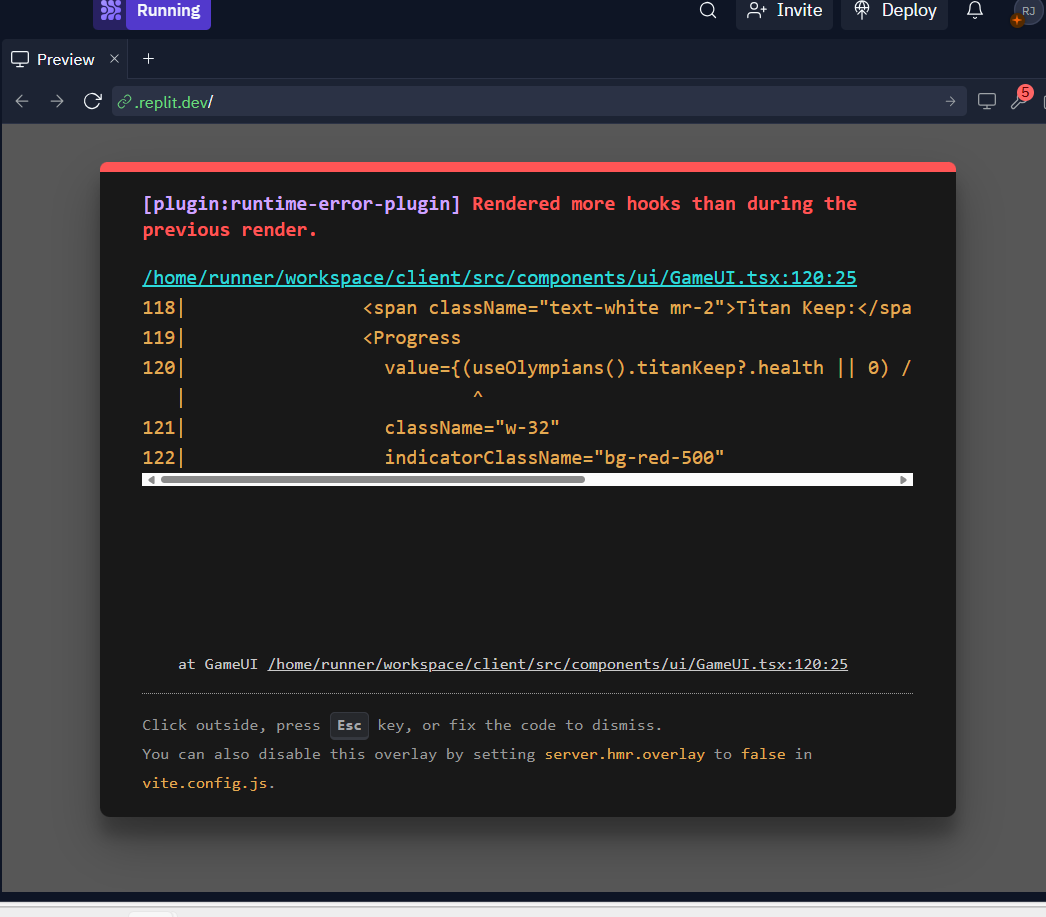 Running
Invite
Deploy
RJ
Preview
.replit.dev/
5
[plugin:runtime-error-plugin] Rendered more hooks than during the
previous render.
/home/runner/workspace/client/src/components/ui/GameUI.tsx:120:25
118| <span className="text-white mr-2">Titan Keep:</spa
119| <Progress
120| value={(useOlympians().titanKeep?.health || 0) /
| ^
121| className="w-32"
122| indicatorClassName="bg-red-500"
at GameUI /home/runner/workspace/client/src/components/ui/GameUI.tsx:120:25
Click outside, press Esc key, or fix the code to dismiss.
You can also disable this overlay by setting server.hmr.overlay to false in
vite.config.js.